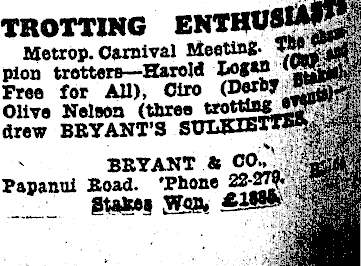 TROTTING ENTHUSIASTS
Metrop. Carnival Meeting. The cham-
pion trotters—Harold Logan (Cup and
Free for All), Ciro (Derby Stakes),
Olive Nelson (three trotting events)—
drew BRYANT'S SULKIETTES.
BRYANT & CO.,
Papanui Road. 'Phone 22-279.
Stakes Won, £1885.